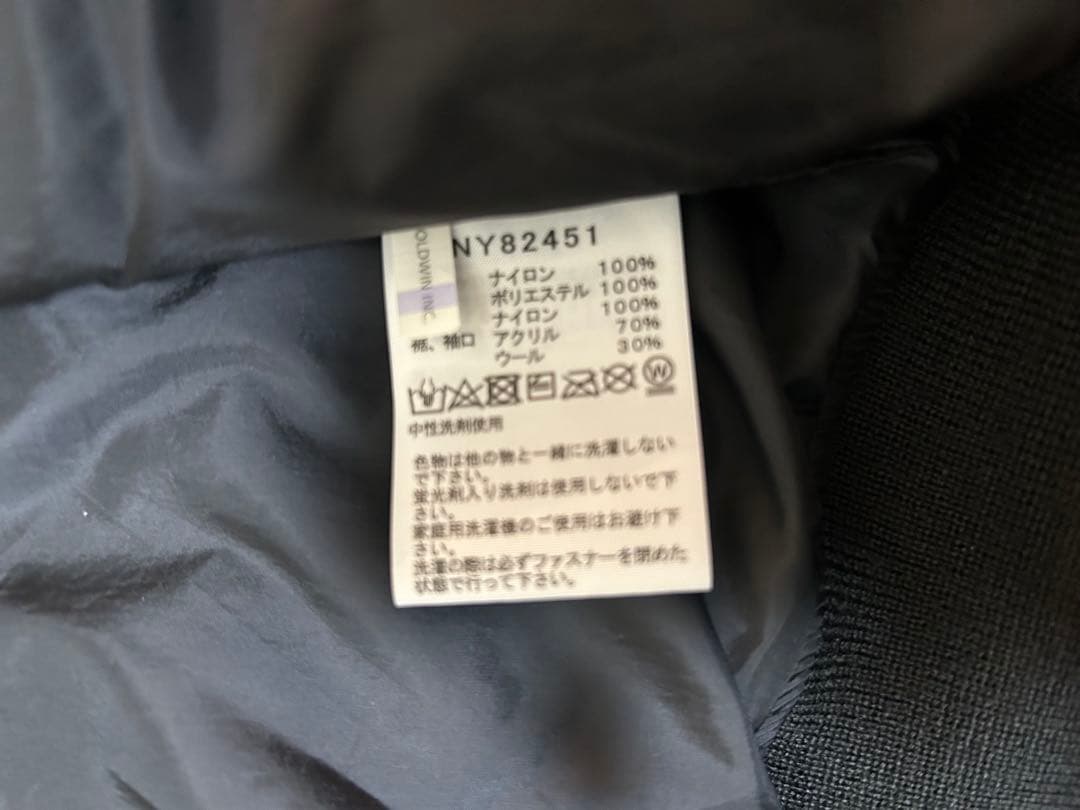 NY82451
OLDWIN INC.
ナイロン 100%
ポリエステル 100%
ナイロン 100%
裾、袖口 アクリル 70%
ウール 30%
W
中性洗剤使用
色物は他の物と一緒に洗濯しない
で下さい。
蛍光剤入り洗剤は使用しないで下
さい。
家庭用洗濯後のご使用はお避け下
さい。
洗濯の際は必ずファスナーを閉めた
状態で行って下さい。